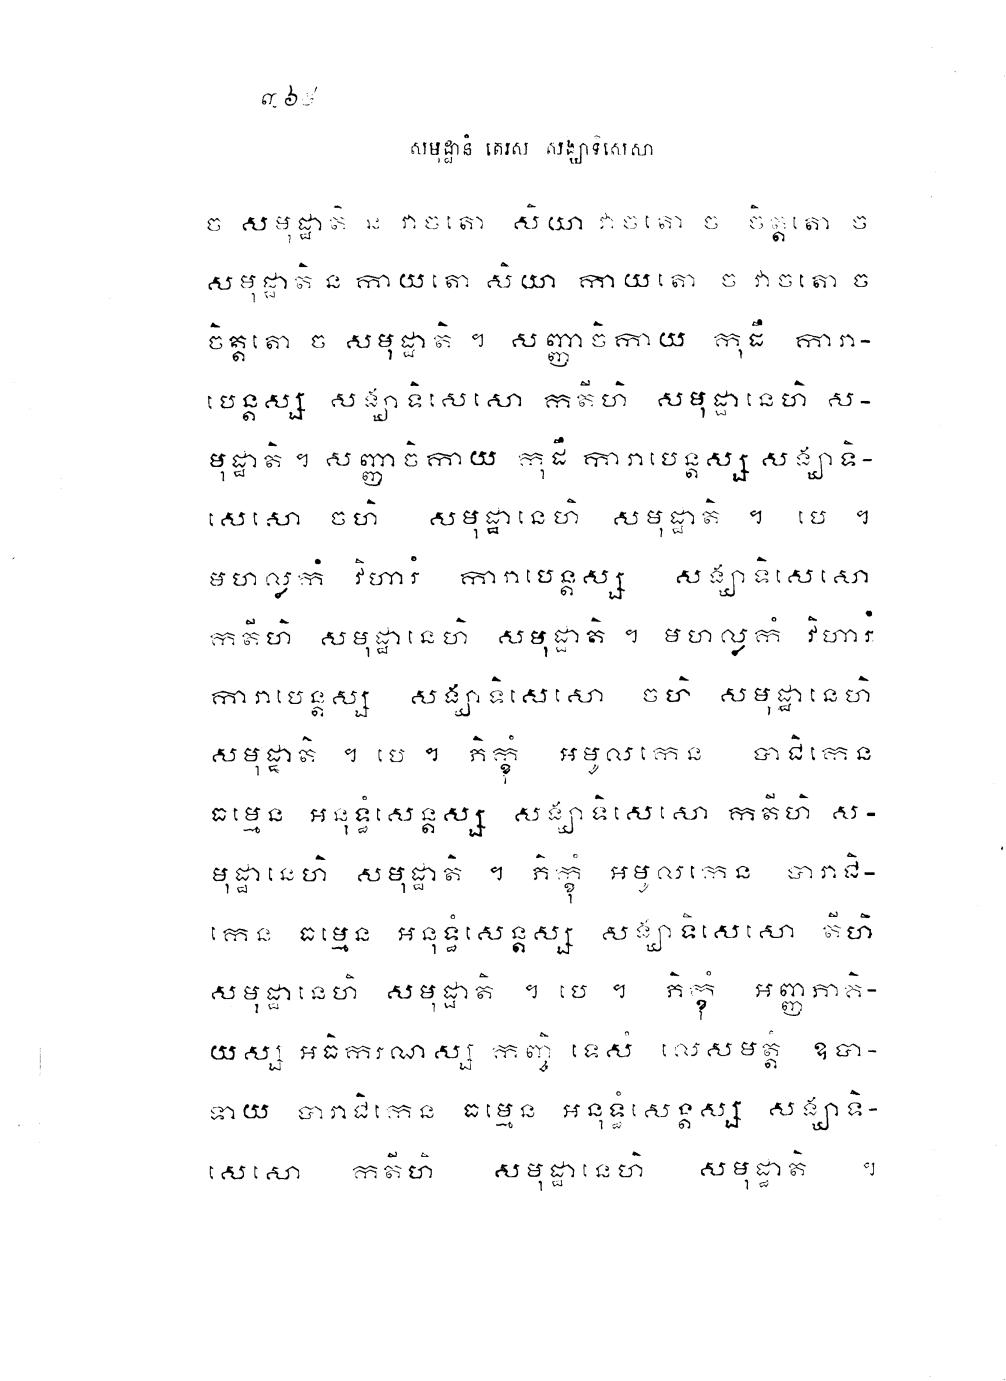 សមុដ្ឋានំ តេរស សង្ឃាទិសេសា
ច សមុដ្ឋាតិ ន វាចតោ សិយា វាចតោ ច ចិត្តតោ ច
សមុដ្ឋាតិ ន កាយតោ សិយា កាយតោ ច វាចតោ ច
ចិត្តតោ ច សមុដ្ឋាតិ ។ សញ្ញាចិកាយ កុដឹ ការា-
បេន្តស្ស សង្ឃាទិសេសោ កតីហិ សមុដ្ឋានេហិ ស-
មុដ្ឋាតិ ។ សញ្ញាចិកាយ កុដឹ ការាបេន្តស្ស សង្ឃាទិ-
សេសោ ចហិ សមុដ្ឋានេហិ សមុដ្ឋាតិ ។ បេ ។
មហល្លកំ វិហារំ ការាបេន្តស្ស សង្ឃាទិសេសោ
កតីហិ សមុដ្ឋានេហិ សមុដ្ឋាតិ ។ មហល្លកំ វិហារំ
ការាបេន្តស្ស សង្ឃាទិសេសោ ចហិ សមុដ្ឋានេហិ
សមុដ្ឋាតិ ។ បេ ។ ភិក្ខុំ អមូលកេន បាជិកេន
ធម្មេន អនុទ្ធំសេន្តស្ស សង្ឃាទិសេសោ កតីហិ ស-
មុដ្ឋានេហិ សមុដ្ឋាតិ ។ ភិក្ខុំ អមូលកេន បារាជិ-
កេន ធម្មេន អនុទ្ធំសេន្តស្ស សង្ឃាទិសេសោ តីហិ
សមុដ្ឋានេហិ សមុដ្ឋាតិ ។ បេ ។ ភិក្ខុំ អញ្ញភាគិ-
យស្ស អធិករណស្ស កញ្ចិ ទេសំ លេសមត្តំ ឧបា-
ទាយ បារាជិកេន ធម្មេន អនុទ្ធំសេន្តស្ស សង្ឃាទិ-
សេសោ កតីហិ សមុដ្ឋានេហិ សមុដ្ឋាតិ ។